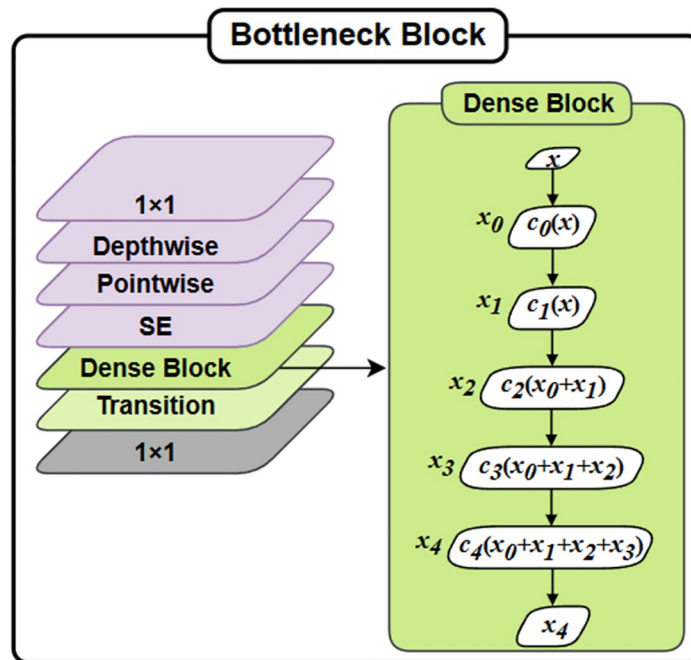 Bottleneck Block
1×1
Depthwise
Pointwise
SE
Dense Block
Transition
1×1
Dense Block
x
x₀ c₀(x)
x₁ c₁(x)
x₂ c₂(x₀+x₁)
x₃ c₃(x₀+x₁+x₂)
x₄ c₄(x₀+x₁+x₂+x₃)
x₄